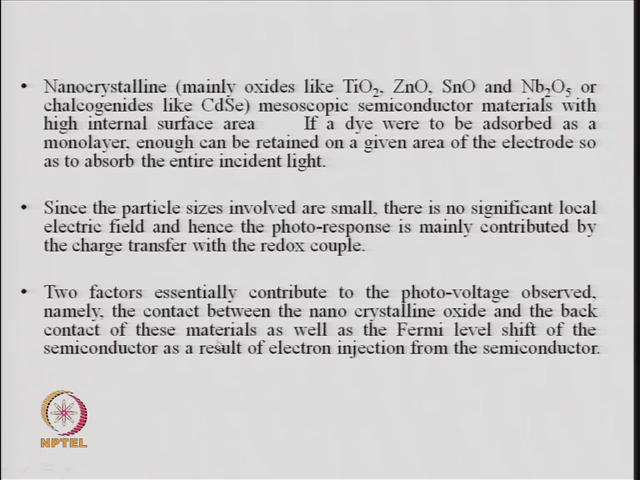 • Nanocrystalline (mainly oxides like TiO2, ZnO, SnO and Nb2O5 or
chalcogenides like CdSe) mesoscopic semiconductor materials with
high internal surface area If a dye were to be adsorbed as a
monolayer, enough can be retained on a given area of the electrode so
as to absorb the entire incident light.
• Since the particle sizes involved are small, there is no significant local
electric field and hence the photo-response is mainly contributed by
the charge transfer with the redox couple.
• Two factors essentially contribute to the photo-voltage observed,
namely, the contact between the nano crystalline oxide and the back
contact of these materials as well as the Fermi level shift of the
semiconductor as a result of electron injection from the semiconductor.
NPTEL